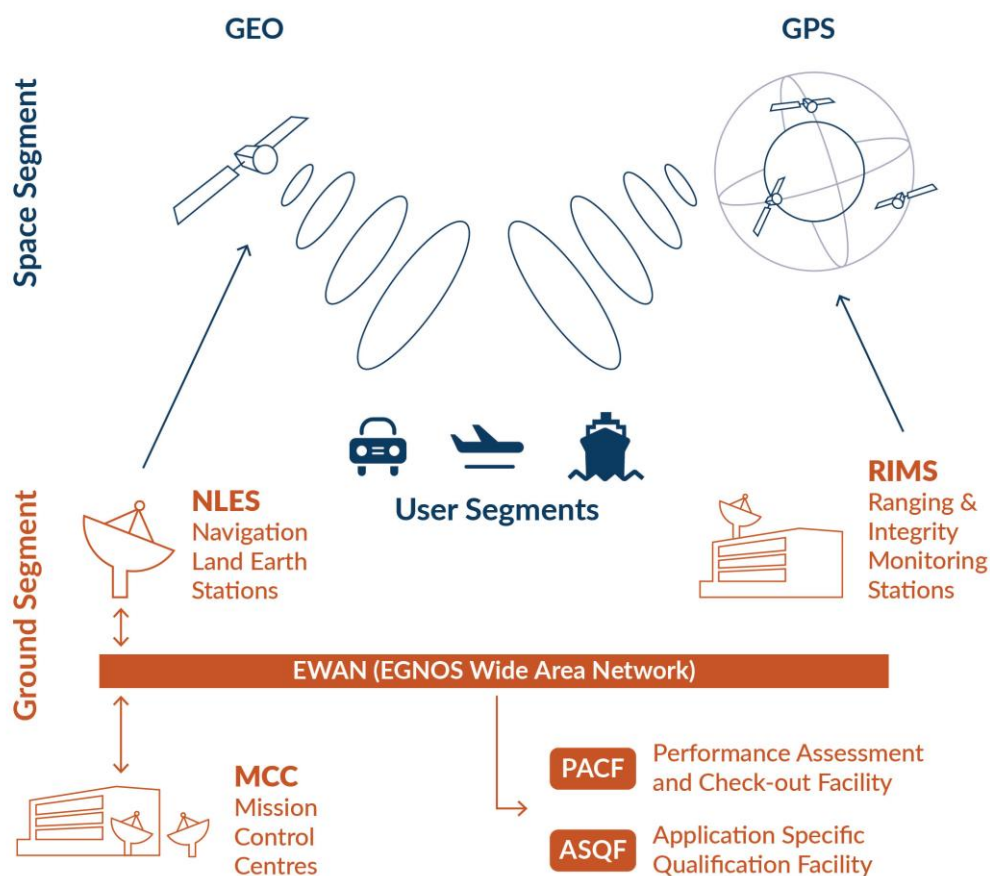 GEO
GPS
Space Segment
User Segments
Ground Segment
NLES
Navigation
Land Earth
Stations
RIMS
Ranging &
Integrity
Monitoring
Stations
EWAN (EGNOS Wide Area Network)
MCC
Mission
Control
Centres
PACF
Performance Assessment
and Check-out Facility
ASQF
Application Specific
Qualification Facility